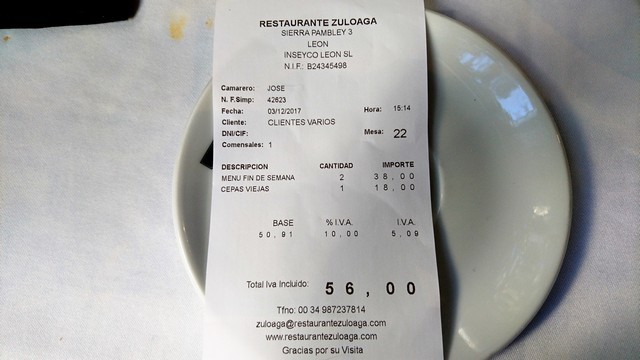 RESTAURANTE ZULOAGA
SIERRA PAMBLEY 3
LEON
INSEYCO LEON SL
N.I.F.: B24345498
Camarero: JOSE
N. F.Simp: 42623
Fecha: 03/12/2017 Hora: 15:14
Cliente: CLIENTES VARIOS
DNI/CIF: Mesa: 22
Comensales: 1
DESCRIPCION CANTIDAD IMPORTE
MENU FIN DE SEMANA 2 38,00
CEPAS VIEJAS 1 18,00
BASE % I.V.A. I.V.A.
50,91 10,00 5,09
Total Iva Incluido: 56,00
Tfno: 00 34 987237814
zuloaga@restaurantezuloaga.com
www.restaurantezuloaga.com
Gracias por su Visita